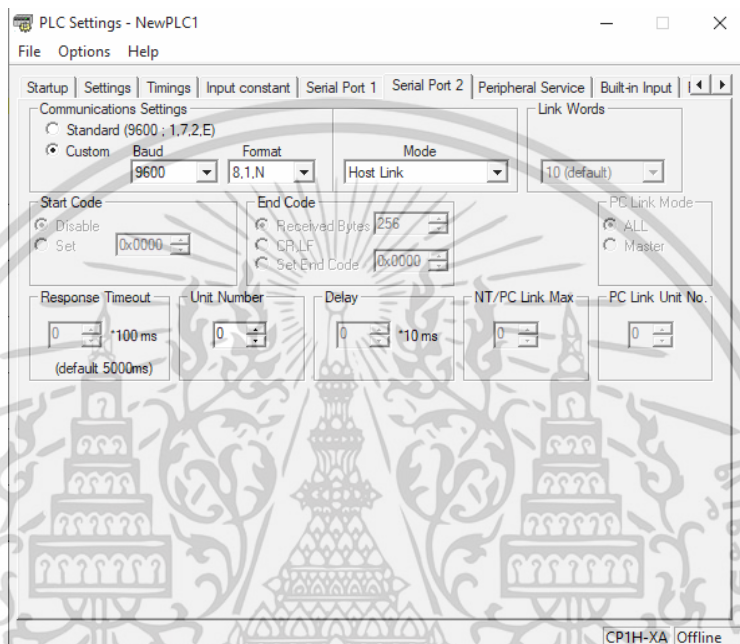 PLC Settings - NewPLC1
File Options Help
Startup Settings Timings Input constant Serial Port 1 Serial Port 2 Peripheral Service Built-in Input
Communications Settings Link Words
Standard (9600 ; 1,7,2,E)
Custom Baud Format Mode
9600 8,1,N Host Link 10 (default)
Start Code End Code PC Link Mode
Disable Received Bytes 256 ALL
Set 0x0000 CR,LF Master
Set End Code 0x0000
Response Timeout Unit Number Delay NT/PC Link Max PC Link Unit No.
0 *100 ms 0 0 *10 ms 0 0
(default 5000ms)
CP1H-XA Offline